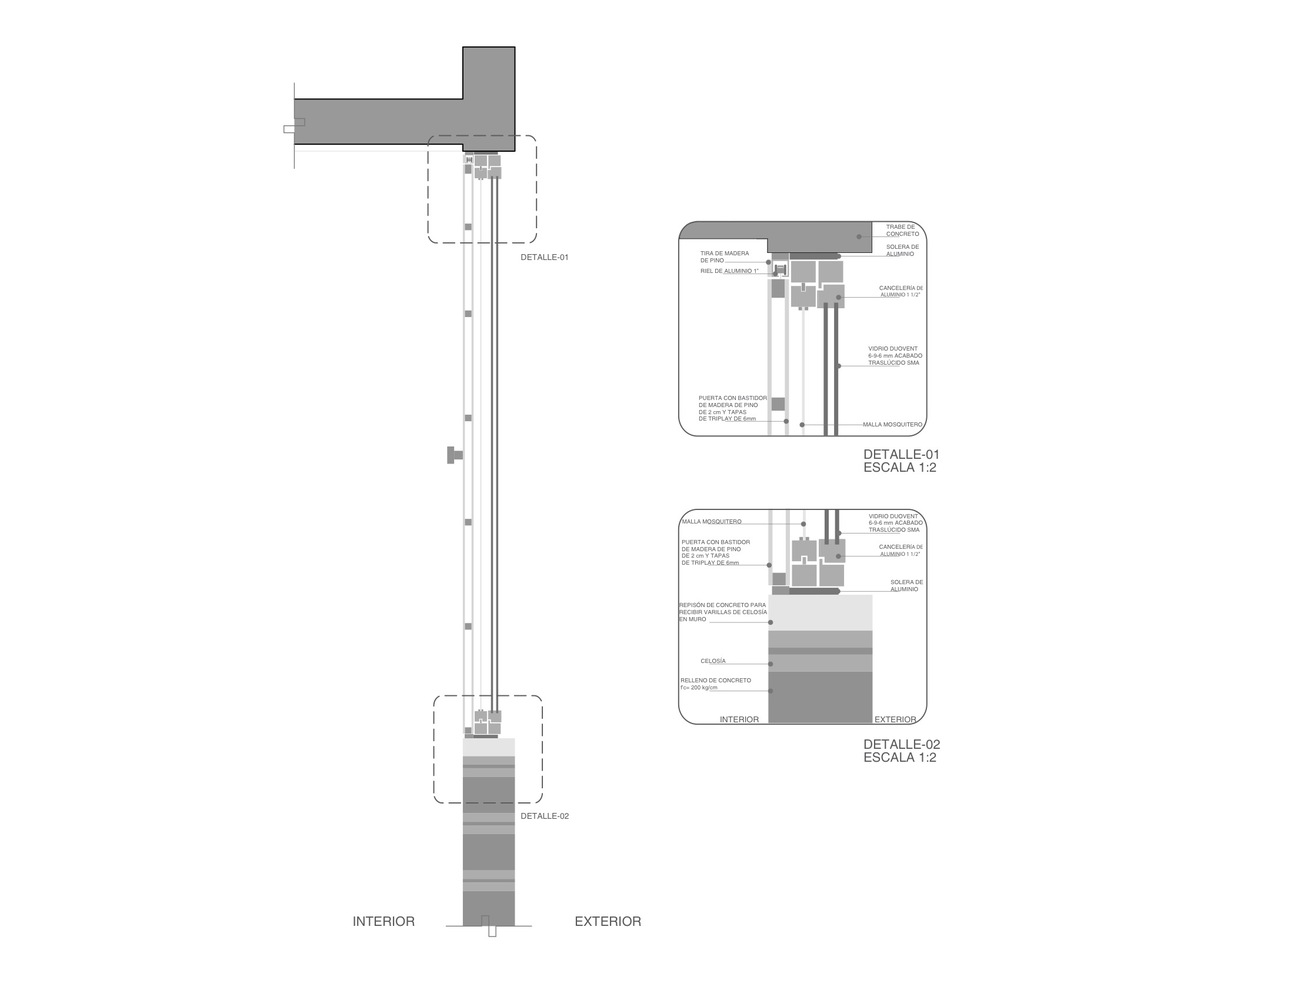 DETALLE-01
DETALLE-02
INTERIOR
EXTERIOR
TRABE DE
CONCRETO
SOLERA DE
ALUMINIO
TIRA DE MADERA
DE PINO
RIEL DE ALUMINIO 1"
CANCELERÍA DE
ALUMINIO 1 1/2"
VIDRIO DUOVENT
6-9-6 mm ACABADO
TRASLÚCIDO SMA
PUERTA CON BASTIDOR
DE MADERA DE PINO
DE 2 cm Y TAPAS
DE TRIPLAY DE 6mm
MALLA MOSQUITERO
DETALLE-01
ESCALA 1:2
MALLA MOSQUITERO
VIDRIO DUOVENT
6-9-6 mm ACABADO
TRASLÚCIDO SMA
PUERTA CON BASTIDOR
DE MADERA DE PINO
DE 2 cm Y TAPAS
DE TRIPLAY DE 6mm
CANCELERÍA DE
ALUMINIO 1 1/2"
SOLERA DE
ALUMINIO
REPISÓN DE CONCRETO PARA
RECIBIR VARILLAS DE CELOSÍA
EN MURO
CELOSÍA
RELLENO DE CONCRETO
f'c= 200 kg/cm
INTERIOR
EXTERIOR
DETALLE-02
ESCALA 1:2